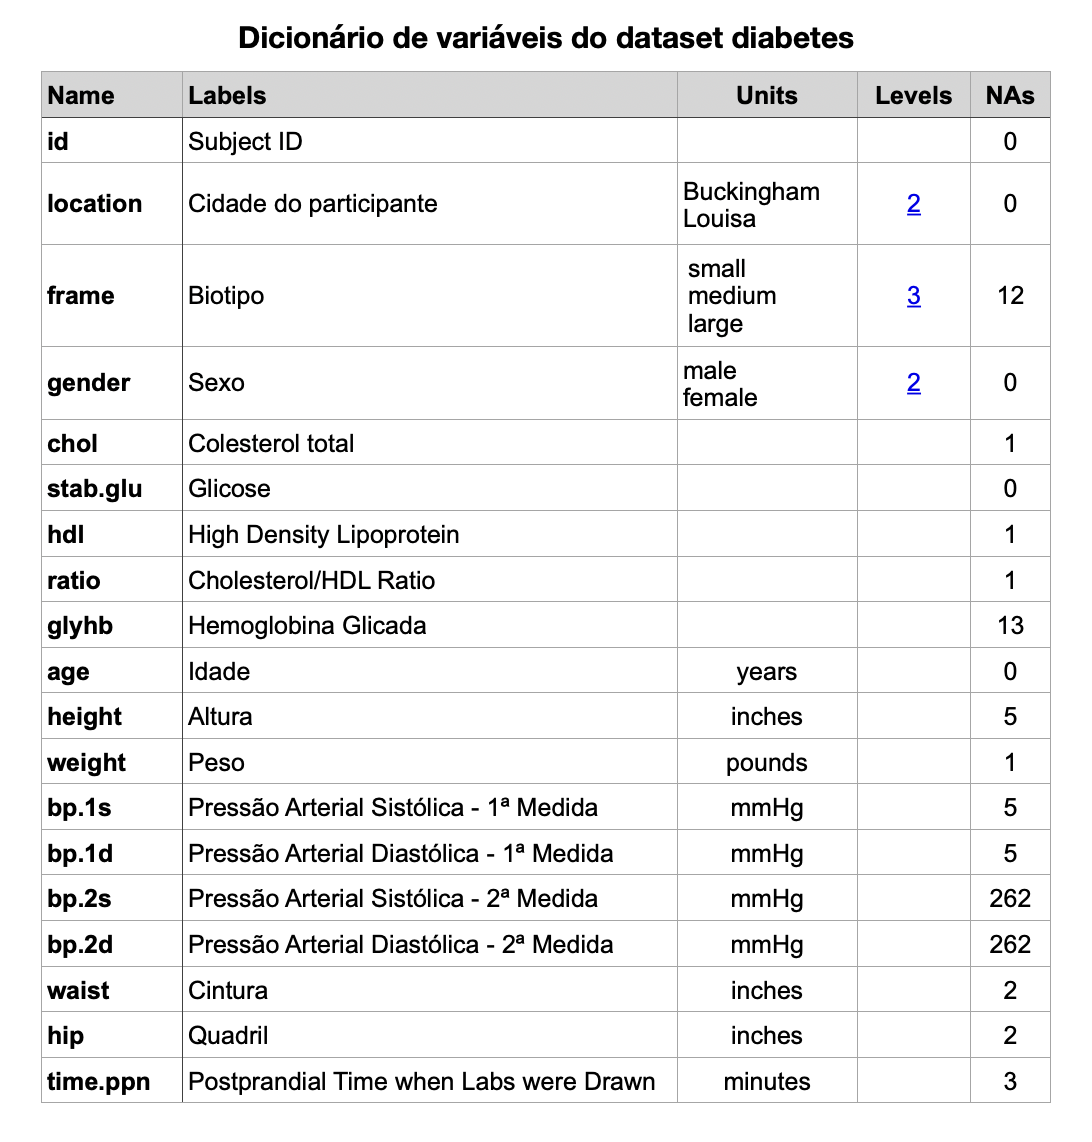 Dicionário de variáveis do dataset diabetes
Name Labels Units Levels NAs
id Subject ID 0
location Cidade do participante Buckingham Louisa 2 0
frame Biotipo small medium large 3 12
gender Sexo male female 2 0
chol Colesterol total 1
stab.glu Glicose 0
hdl High Density Lipoprotein 1
ratio Cholesterol/HDL Ratio 1
glyhb Hemoglobina Glicada 13
age Idade years 0
height Altura inches 5
weight Peso pounds 1
bp.1s Pressão Arterial Sistólica - 1ª Medida mmHg 5
bp.1d Pressão Arterial Diastólica - 1ª Medida mmHg 5
bp.2s Pressão Arterial Sistólica - 2ª Medida mmHg 262
bp.2d Pressão Arterial Diastólica - 2ª Medida mmHg 262
waist Cintura inches 2
hip Quadril inches 2
time.ppn Postprandial Time when Labs were Drawn minutes 3